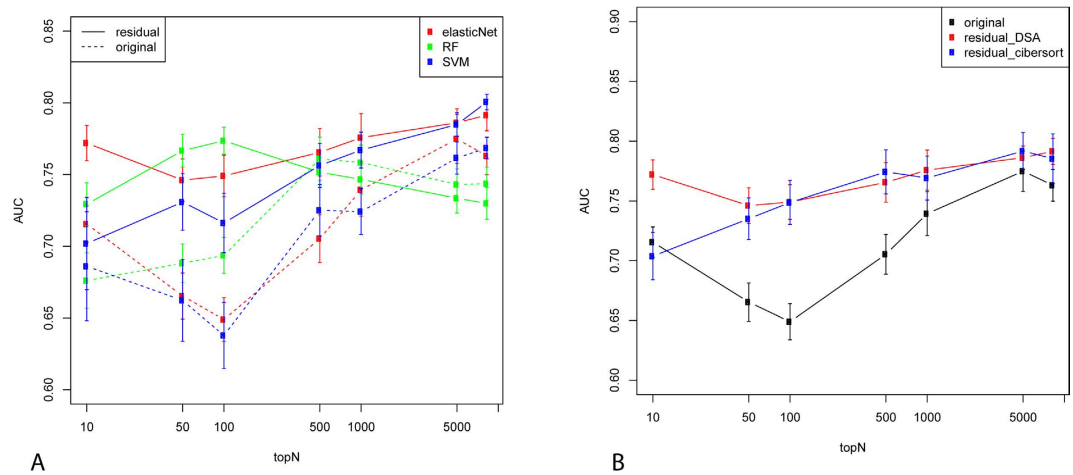 residual
original
elasticNet
RF
SVM
AUC
0.85
0.80
0.75
0.70
0.65
0.60
10 50 100 500 1000 5000
topN
A
original
residual_DSA
residual_cibersort
AUC
0.90
0.85
0.80
0.75
0.70
0.65
0.60
10 50 100 500 1000 5000
topN
B